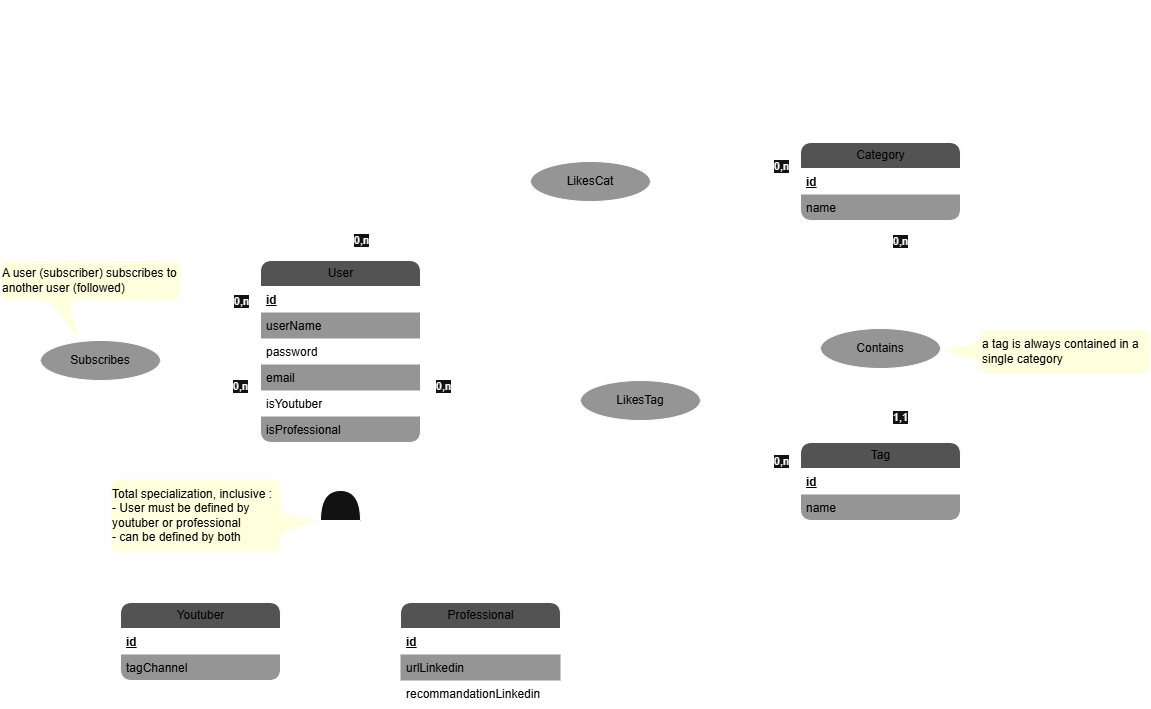 Category
0,n
LikesCat
id
name
0,n
0,n
A user (subscriber) subscribes to
another user (followed)
User
0,n
id
userName
Subscribes
password
0,n
email
0,n
isYoutuber
isProfessional
LikesTag
Contains
a tag is always contained in a
single category
1,1
Tag
0,n
id
name
Total specialization, inclusive :
- User must be defined by
youtuber or professional
- can be defined by both
Youtuber
id
tagChannel
Professional
id
urlLinkedin
recommandationLinkedin